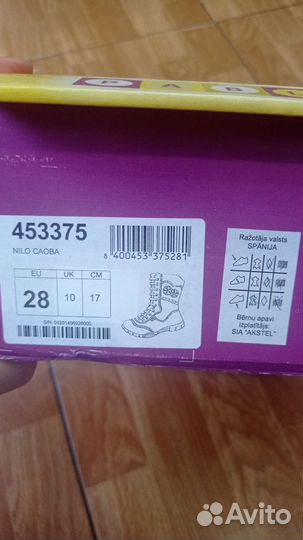 P A B L
453375
NILO CAOBA
8 400453 375281
EU UK CM
28 10 17
Ražotāja valsts
SPĀNIJA
Bērnu apavi
izplatītājs:
SIA "AKSTEL"
Avito